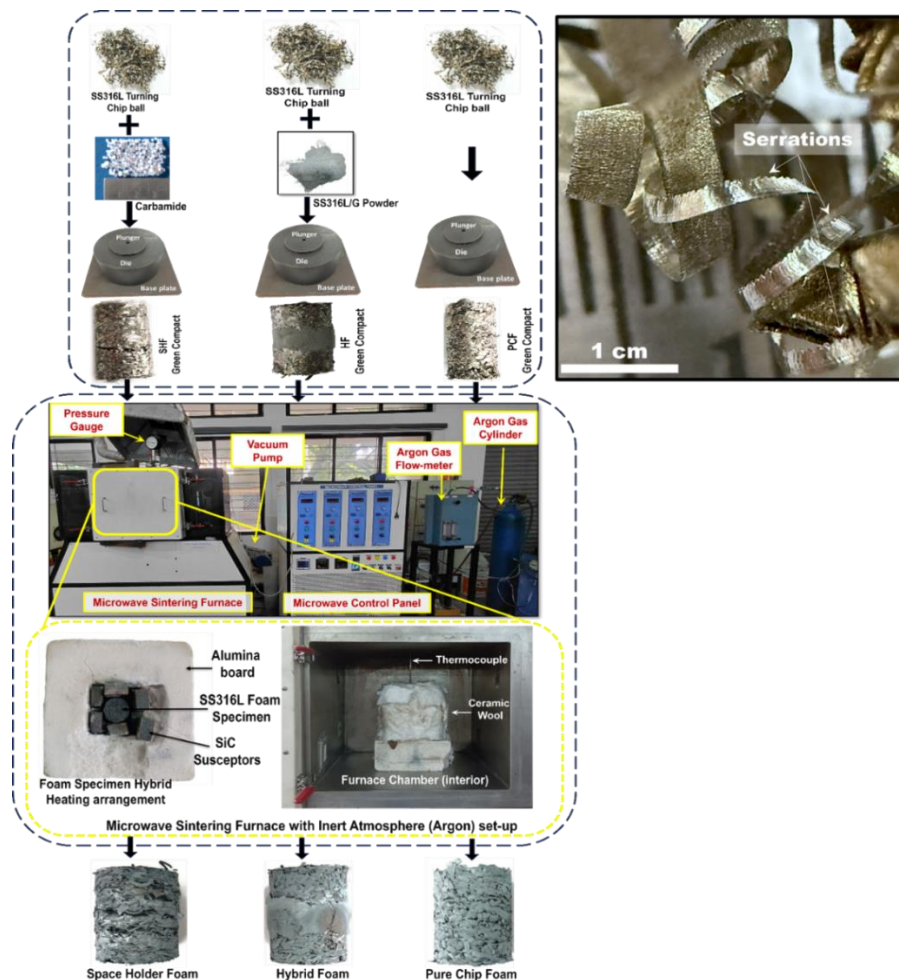 SS316L Turning
Chip ball
SS316L Turning
Chip ball
SS316L Turning
Chip ball
Carbamide
SS316L/G Powder
Plunger
Die
Base plate
Plunger
Die
Base plate
Plunger
Die
Base plate
SHF
Green Compact
HF
Green Compact
PCF
Green Compact
Serrations
1 cm
Pressure
Gauge
Vacuum
Pump
Argon Gas
Flow-meter
Argon Gas
Cylinder
Microwave Sintering Furnace
Microwave Control Panel
Alumina
board
SS316L Foam
Specimen
SiC
Susceptors
Foam Specimen Hybrid
Heating arrangement
Thermocouple
Ceramic
Wool
Furnace Chamber (interior)
Microwave Sintering Furnace with Inert Atmosphere (Argon) set-up
Space Holder Foam
Hybrid Foam
Pure Chip Foam